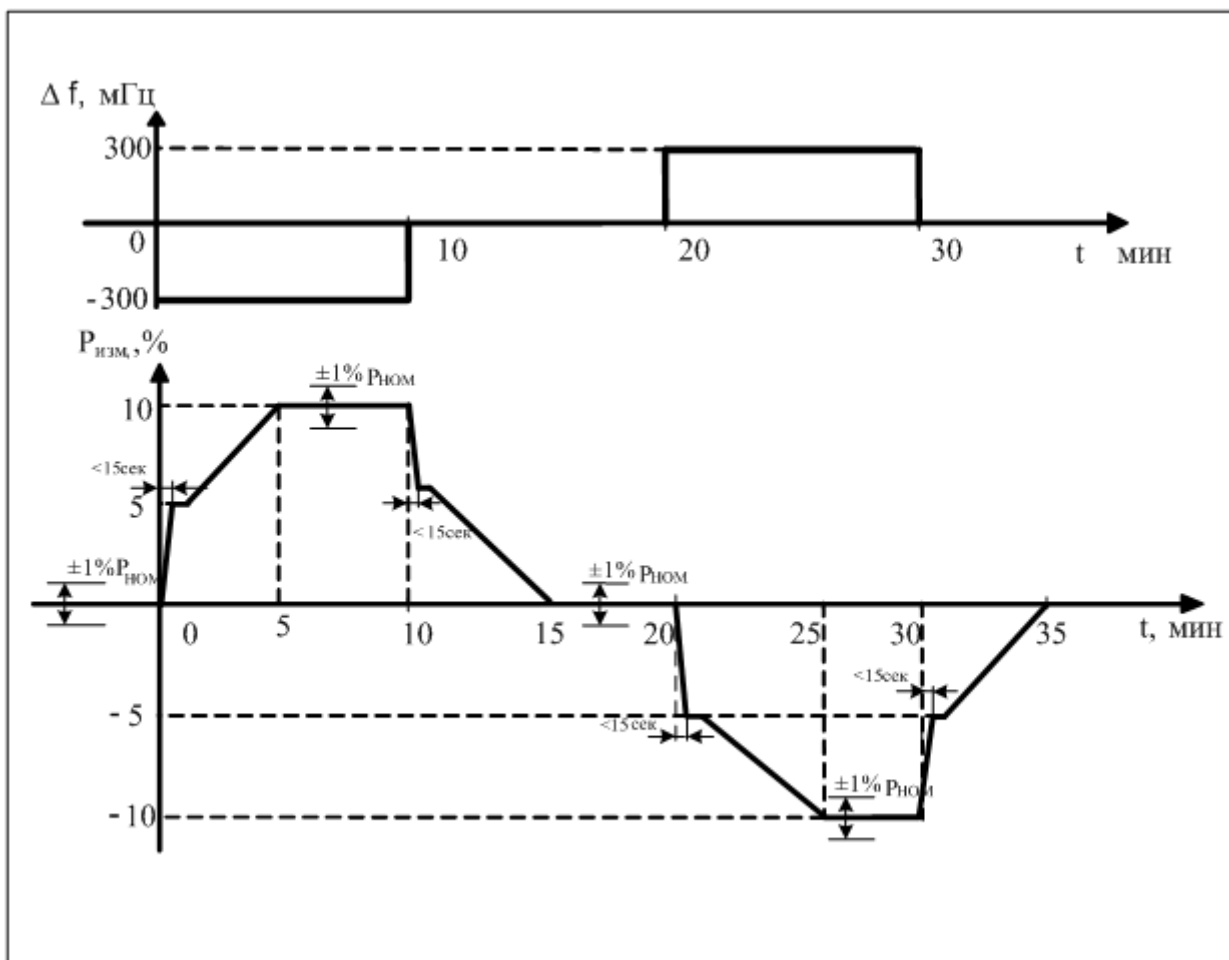 Δ f, мГц
300
0
10
20
30
t мин
-300
Pизм,,%
±1% PНОМ
10
<15сек
5
<15сек
±1%PНОМ
±1% PНОМ
0
5
10
15
20
25
30
35
t, мин
<15сек
-5
<15сек
±1% PНОМ
-10